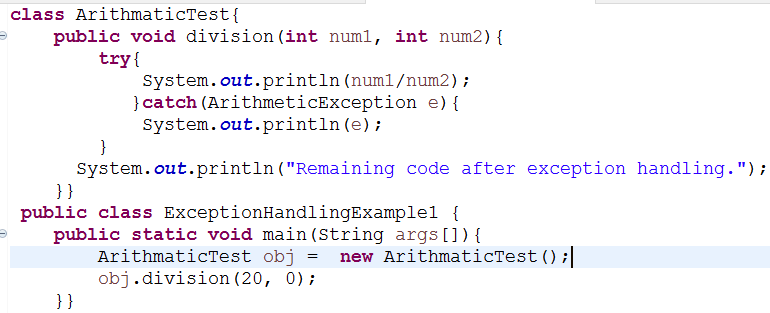 class ArithmaticTest{
public void division(int num1, int num2){
try{
System.out.println(num1/num2);
}catch(ArithmeticException e){
System.out.println(e);
}
System.out.println("Remaining code after exception handling.");
}}
public class ExceptionHandlingExample1 {
public static void main(String args[]){
ArithmaticTest obj =  new ArithmaticTest();
obj.division(20, 0);
}}